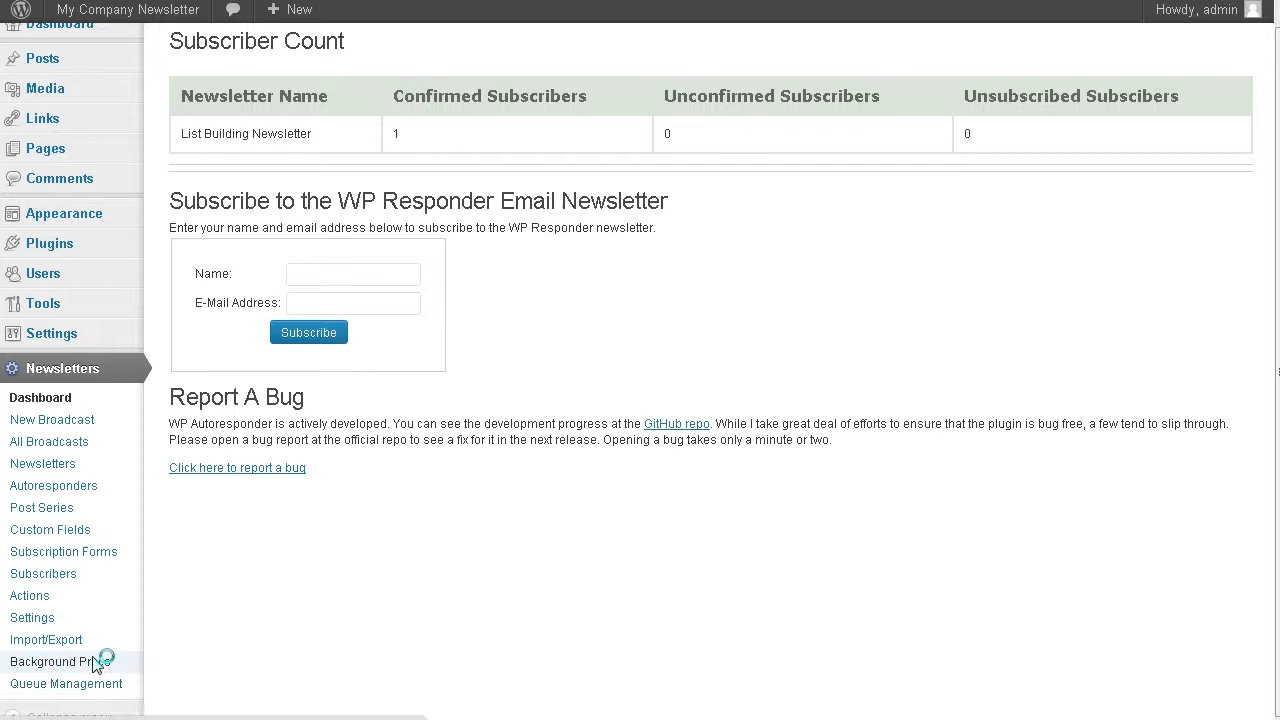 My Company Newsletter
New
Howdy, admin
Dashboard
Posts
Media
Links
Pages
Comments
Appearance
Plugins
Users
Tools
Settings
Newsletters
Dashboard
New Broadcast
All Broadcasts
Newsletters
Autoresponders
Post Series
Custom Fields
Subscription Forms
Subscribers
Actions
Settings
Import/Export
Background
Queue Management
Collapse menu
Subscriber Count
Newsletter Name Confirmed Subscribers Unconfirmed Subscribers Unsubscribed Subscibers
List Building Newsletter 1 0 0
Subscribe to the WP Responder Email Newsletter
Enter your name and email address below to subscribe to the WP Responder newsletter.
Name:
E-Mail Address:
Subscribe
Report A Bug
WP Autoresponder is actively developed. You can see the development progress at the GitHub repo. While I take great deal of efforts to ensure that the plugin is bug free, a few tend to slip through.
Please open a bug report at the official repo to see a fix for it in the next release. Opening a bug takes only a minute or two.
Click here to report a bug